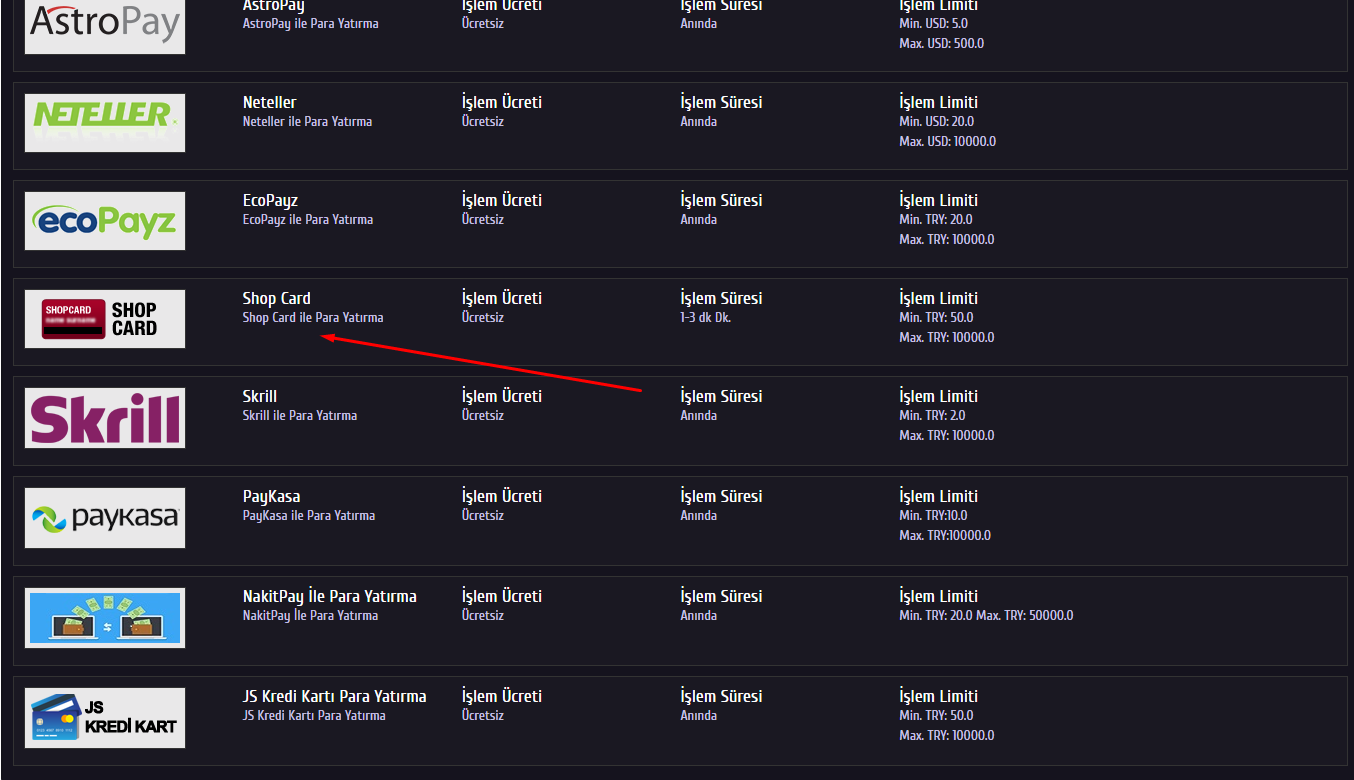 AstroPay
AstroPay
AstroPay ile Para Yatırma
İşlem Ücreti
Ücretsiz
İşlem Süresi
Anında
İşlem Limiti
Min. USD: 5.0
Max. USD: 500.0
NETELLER.
Neteller
Neteller ile Para Yatırma
İşlem Ücreti
Ücretsiz
İşlem Süresi
Anında
İşlem Limiti
Min. USD: 20.0
Max. USD: 10000.0
ecoPayz
EcoPayz
EcoPayz ile Para Yatırma
İşlem Ücreti
Ücretsiz
İşlem Süresi
Anında
İşlem Limiti
Min. TRY: 20.0
Max. TRY: 10000.0
SHOPCARD
SHOP
CARD
Shop Card
Shop Card ile Para Yatırma
İşlem Ücreti
Ücretsiz
İşlem Süresi
1-3 dk Dk.
İşlem Limiti
Min. TRY: 50.0
Max. TRY: 10000.0
Skrill
Skrill
Skrill ile Para Yatırma
İşlem Ücreti
Ücretsiz
İşlem Süresi
Anında
İşlem Limiti
Min. TRY: 2.0
Max. TRY: 10000.0
paykasa
PayKasa
PayKasa ile Para Yatırma
İşlem Ücreti
Ücretsiz
İşlem Süresi
Anında
İşlem Limiti
Min. TRY:10.0
Max. TRY:10000.0
NakitPay İle Para Yatırma
NakitPay İle Para Yatırma
İşlem Ücreti
Ücretsiz
İşlem Süresi
Anında
İşlem Limiti
Min. TRY: 20.0 Max. TRY: 50000.0
JS
KREDİ KART
JS Kredi Kartı Para Yatırma
JS Kredi Kartı Para Yatırma
İşlem Ücreti
Ücretsiz
İşlem Süresi
Anında
İşlem Limiti
Min. TRY: 50.0
Max. TRY: 10000.0